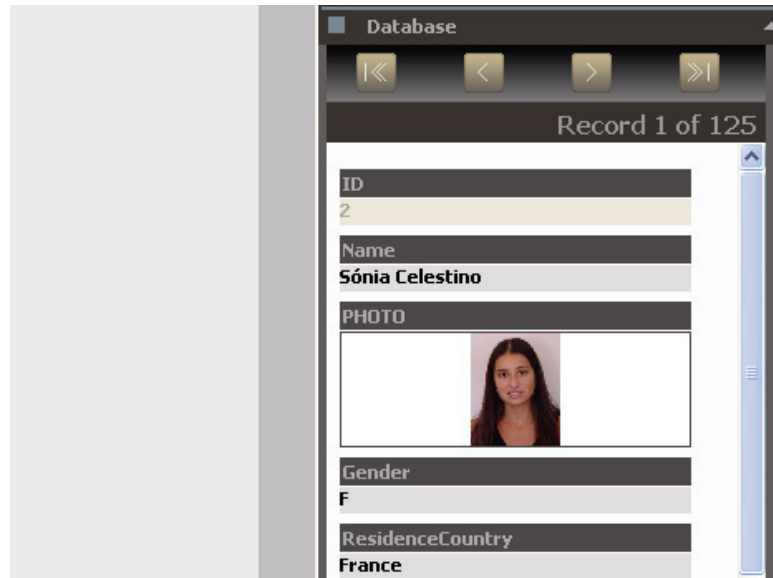 Database
Record 1 of 125
ID
2
Name
Sónia Celestino
PHOTO
Gender
F
ResidenceCountry
France